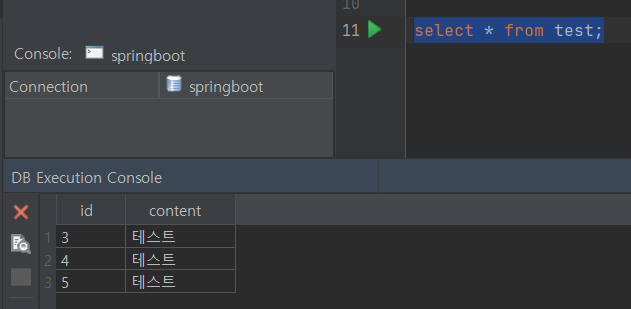 10
11 select * from test;
Console: springboot
Connection springboot
DB Execution Console
id content
1 3 테스트
2 4 테스트
3 5 테스트